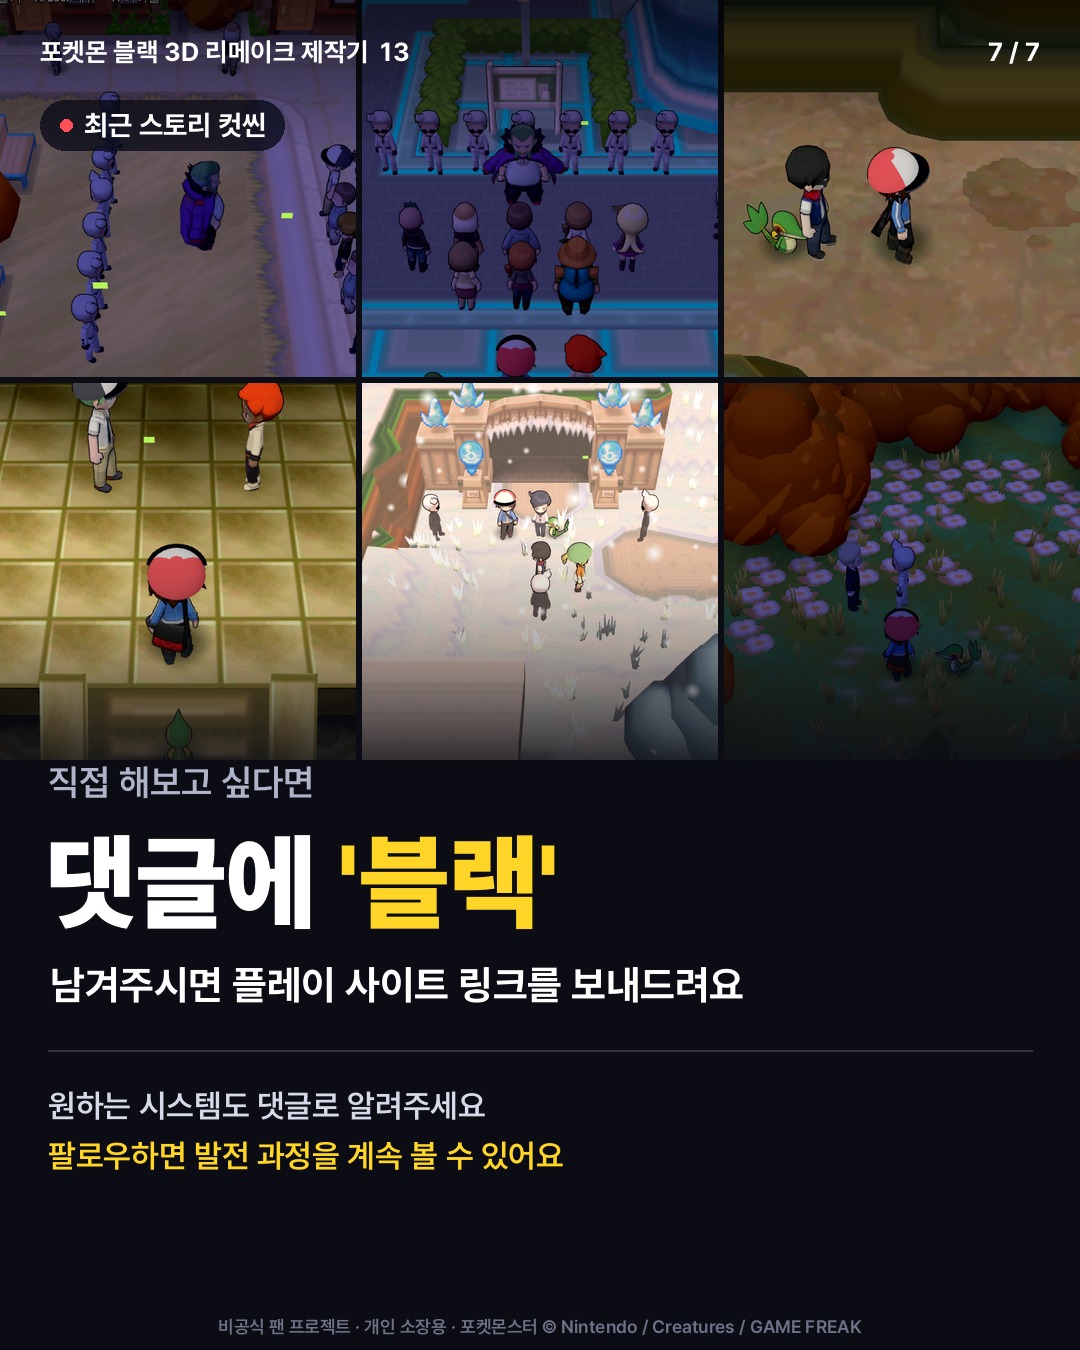 포켓몬 블랙 3D 리메이크 제작기 13
7 / 7
최근 스토리 컷씬
직접 해보고 싶다면
댓글에 '블랙'
남겨주시면 플레이 사이트 링크를 보내드려요
원하는 시스템도 댓글로 알려주세요
팔로우하면 발전 과정을 계속 볼 수 있어요
비공식 팬 프로젝트 · 개인 소장용 · 포켓몬스터 © Nintendo / Creatures / GAME FREAK